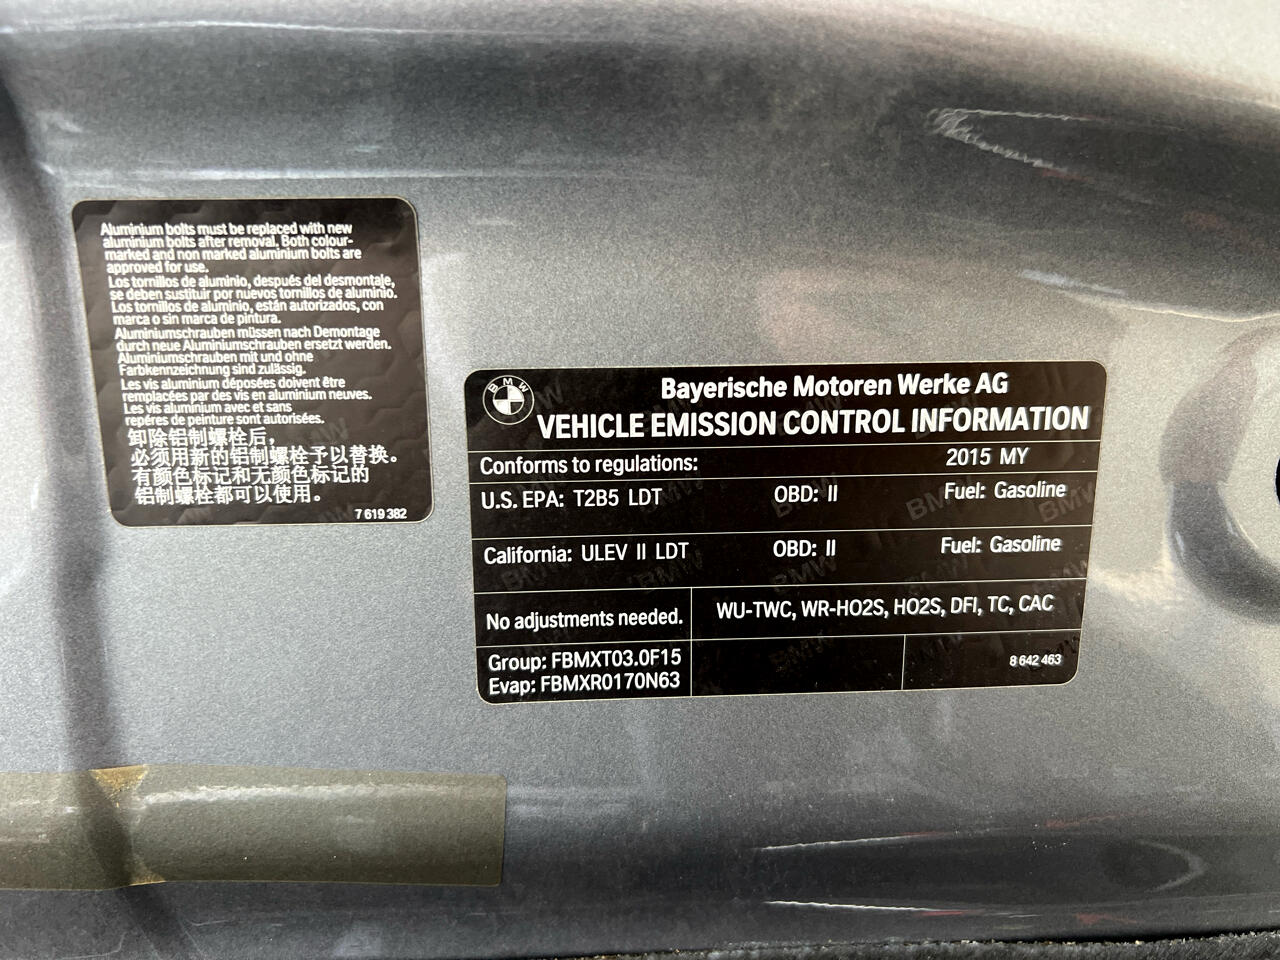 Aluminium bolts must be replaced with new
aluminium bolts after removal. Both colour-
marked and non marked aluminium bolts are
approved for use.
Los tornillos de aluminio, después del desmontaje,
se deben sustituir por nuevos tornillos de aluminio.
Los tornillos de aluminio, están autorizados, con
marca o sin marca de pintura.
Aluminiumschrauben müssen nach Demontage
durch neue Aluminiumschrauben ersetzt werden.
Aluminiumschrauben mit und ohne
Farbkennzeichnung sind zulässig.
Les vis aluminium déposées doivent être
remplacées par des vis en aluminium neuves.
Les vis aluminium avec et sans
repères de peinture sont autorisées.
卸除铝制螺栓后，
必须用新的铝制螺栓予以替换。
有颜色标记和无颜色标记的
铝制螺栓都可以使用。
7 619 382
BMW
Bayerische Motoren Werke AG
VEHICLE EMISSION CONTROL INFORMATION
Conforms to regulations: 2015 MY
U.S. EPA: T2B5 LDT OBD: II Fuel: Gasoline
California: ULEV II LDT OBD: II Fuel: Gasoline
No adjustments needed. WU-TWC, WR-HO2S, HO2S, DFI, TC, CAC
Group: FBMXT03.0F15
Evap: FBMXR0170N63
8 642 463